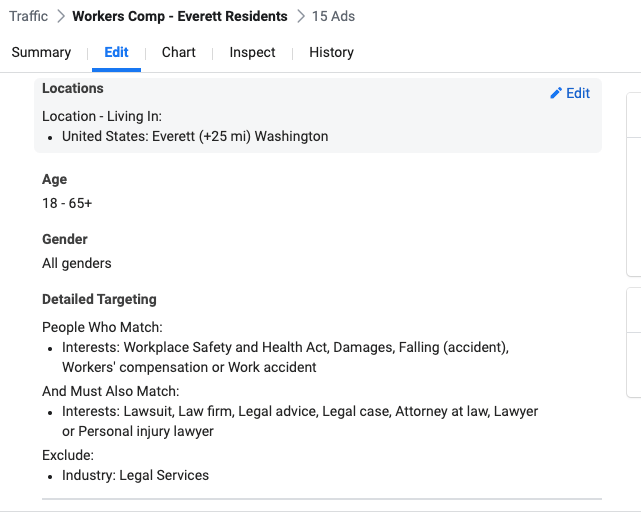 Traffic > Workers Comp - Everett Residents > 15 Ads
Summary Edit Chart Inspect History
Locations Edit
Location - Living In:
• United States: Everett (+25 mi) Washington
Age
18 - 65+
Gender
All genders
Detailed Targeting
People Who Match:
• Interests: Workplace Safety and Health Act, Damages, Falling (accident),
Workers' compensation or Work accident
And Must Also Match:
• Interests: Lawsuit, Law firm, Legal advice, Legal case, Attorney at law, Lawyer
or Personal injury lawyer
Exclude:
• Industry: Legal Services